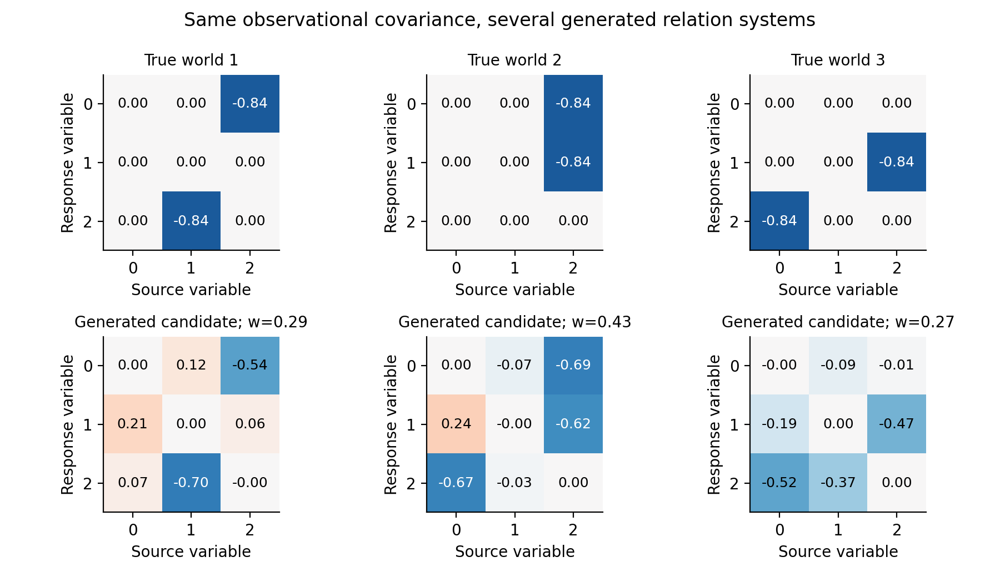 Same observational covariance, several generated relation systems
True world 1
Response variable
0 0.00 0.00 -0.84
1 0.00 0.00 0.00
2 0.00 -0.84 0.00
0 1 2
Source variable
True world 2
Response variable
0 0.00 0.00 -0.84
1 0.00 0.00 -0.84
2 0.00 0.00 0.00
0 1 2
Source variable
True world 3
Response variable
0 0.00 0.00 0.00
1 0.00 0.00 -0.84
2 -0.84 0.00 0.00
0 1 2
Source variable
Generated candidate; w=0.29
Response variable
0 0.00 0.12 -0.54
1 0.21 0.00 0.06
2 0.07 -0.70 -0.00
0 1 2
Source variable
Generated candidate; w=0.43
Response variable
0 0.00 -0.07 -0.69
1 0.24 -0.00 -0.62
2 -0.67 -0.03 0.00
0 1 2
Source variable
Generated candidate; w=0.27
Response variable
0 -0.00 -0.09 -0.01
1 -0.19 0.00 -0.47
2 -0.52 -0.37 0.00
0 1 2
Source variable